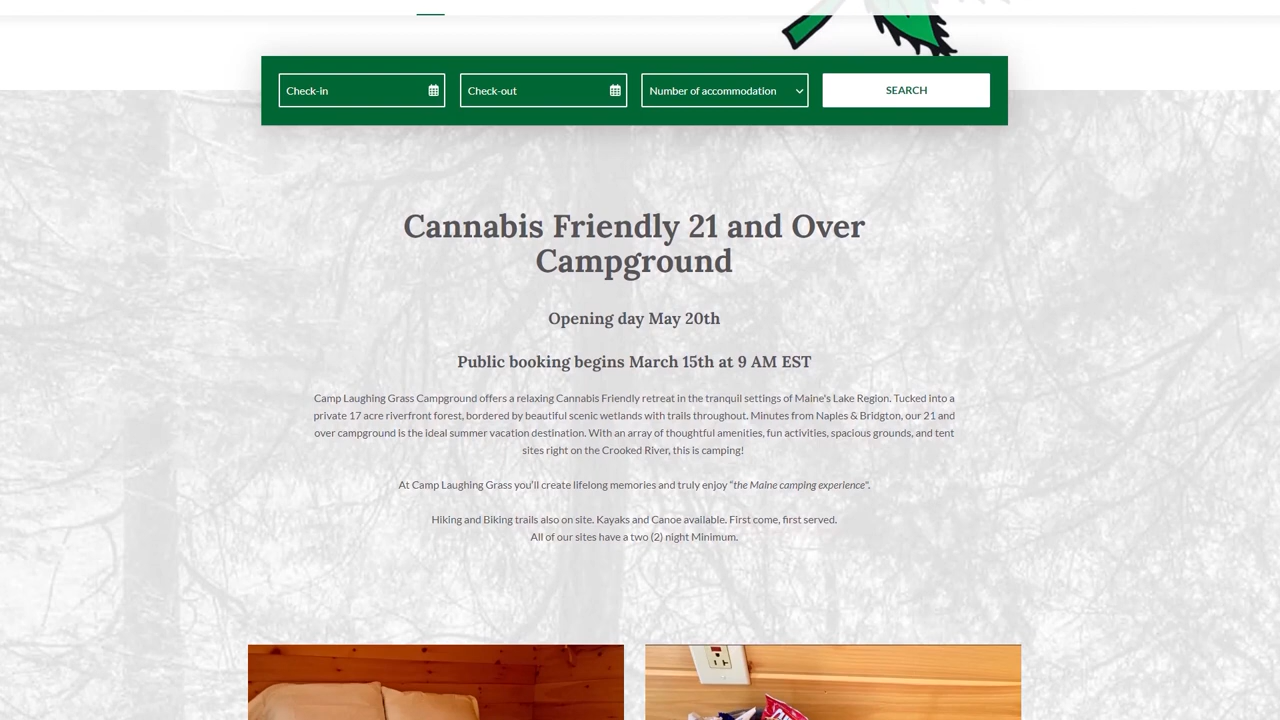 Check-in
Check-out
Number of accommodation
SEARCH
Cannabis Friendly 21 and Over
Campground
Opening day May 20th
Public booking begins March 15th at 9 AM EST
Camp Laughing Grass Campground offers a relaxing Cannabis Friendly retreat in the tranquil settings of Maine's Lake Region. Tucked into a
private 17 acre riverfront forest, bordered by beautiful scenic wetlands with trails throughout. Minutes from Naples & Bridgton, our 21 and
over campground is the ideal summer vacation destination. With an array of thoughtful amenities, fun activities, spacious grounds, and tent
sites right on the Crooked River, this is camping!
At Camp Laughing Grass you'll create lifelong memories and truly enjoy "the Maine camping experience".
Hiking and Biking trails also on site. Kayaks and Canoe available. First come, first served.
All of our sites have a two (2) night Minimum.